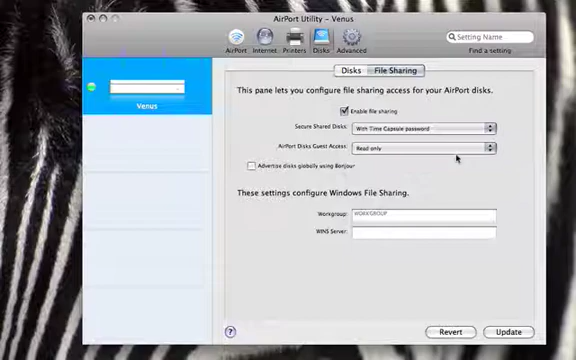 AirPort Utility – Venus
AirPort Internet Printers Disks Advanced
Setting Name
Find a setting
Venus
Disks File Sharing
This pane lets you configure file sharing access for your AirPort disks.
Enable file sharing
Secure Shared Disks: With Time Capsule password
AirPort Disks Guest Access: Read only
Advertise disks globally using Bonjour
These settings configure Windows File Sharing.
Workgroup: WORKGROUP
WINS Server:
? Revert Update